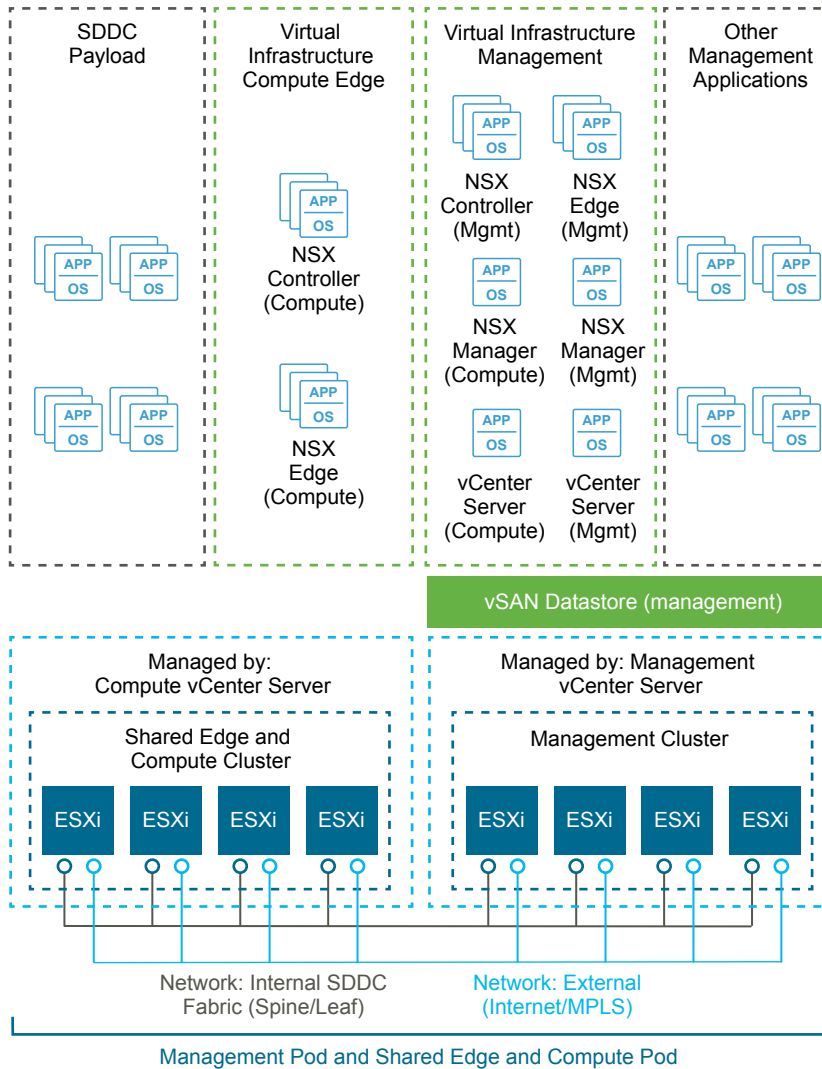 SDDC
Payload
Virtual
Infrastructure
Compute Edge
Virtual Infrastructure
Management
Other
Management
Applications
APP
OS
APP
OS
APP
OS
APP
OS
APP
OS
NSX
Controller
(Compute)
APP
OS
NSX
Edge
(Compute)
APP
OS
NSX
Controller
(Mgmt)
APP
OS
NSX
Edge
(Mgmt)
APP
OS
NSX
Manager
(Compute)
APP
OS
NSX
Manager
(Mgmt)
APP
OS
vCenter
Server
(Compute)
APP
OS
vCenter
Server
(Mgmt)
APP
OS
APP
OS
APP
OS
APP
OS
vSAN Datastore (management)
Managed by:
Compute vCenter Server
Shared Edge and
Compute Cluster
ESXi ESXi ESXi ESXi
Managed by: Management
vCenter Server
Management Cluster
ESXi ESXi ESXi ESXi
Network: Internal SDDC
Fabric (Spine/Leaf)
Network: External
(Internet/MPLS)
Management Pod and Shared Edge and Compute Pod